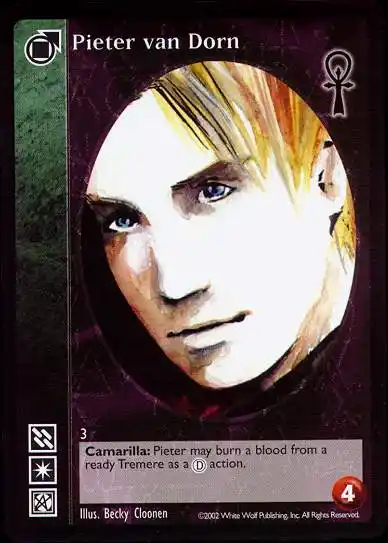 Pieter van Dorn
3
Camarilla: Pieter may burn a blood from a
ready Tremere as a D action.
4
Illus. Becky Cloonen
©2002 White Wolf Publishing, Inc. All Rights Reserved.